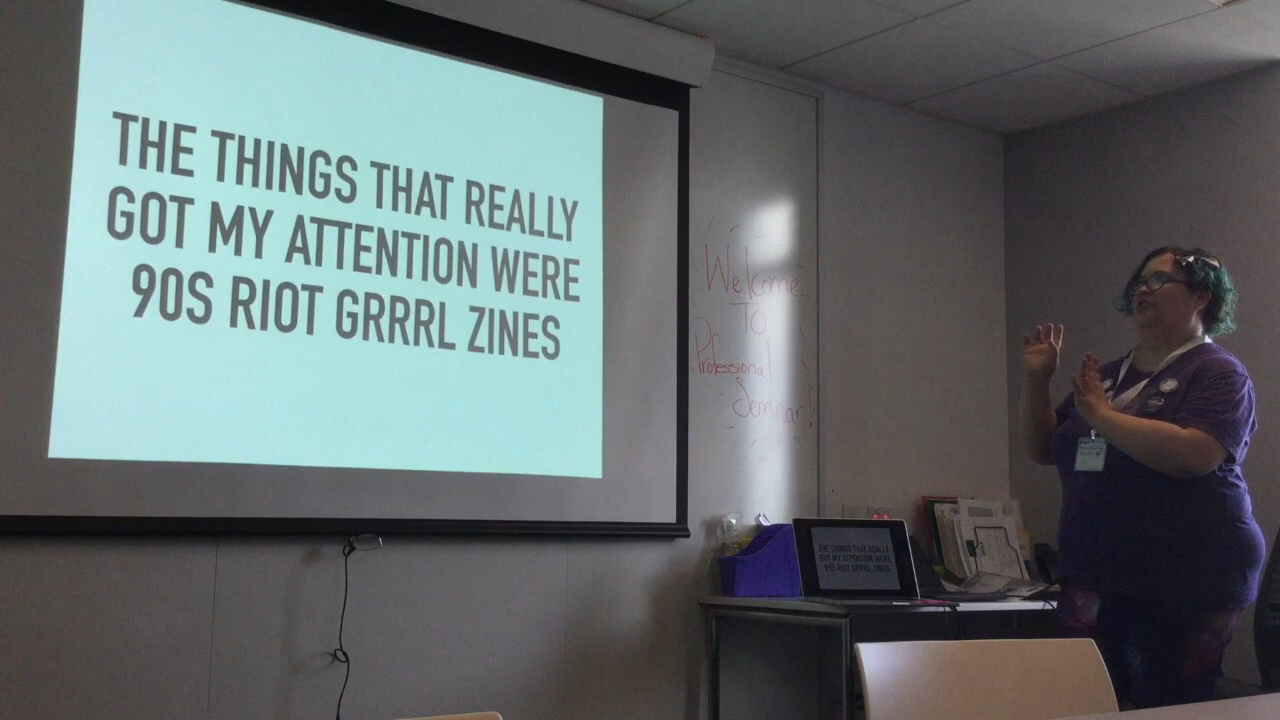 THE THINGS THAT REALLY
GOT MY ATTENTION WERE
90S RIOT GRRRL ZINES
Welcome
To
Professional
Seminar!
THE THINGS THAT REALLY
GOT MY ATTENTION WERE
90S RIOT GRRRL ZINES